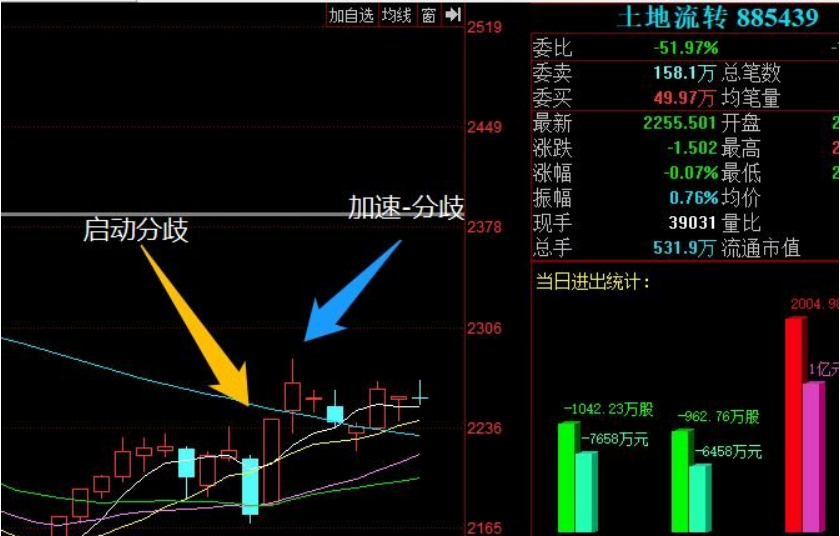 加自选 均线 窗
2519
2449
2378
2306
2236
2165
启动分歧
加速-分歧
土地流转 885439
委比 -51.97%
委卖 158.1万 总笔数
委买 49.97万 均笔量
最新 2255.501 开盘 2
涨跌 -1.502 最高 2
涨幅 -0.07% 最低 2
振幅 0.76% 均价
现手 39031 量比
总手 531.9万 流通市值
当日进出统计：
2004.98
1亿元
-1042.23万股
-7658万元
-962.76万股
-6458万元